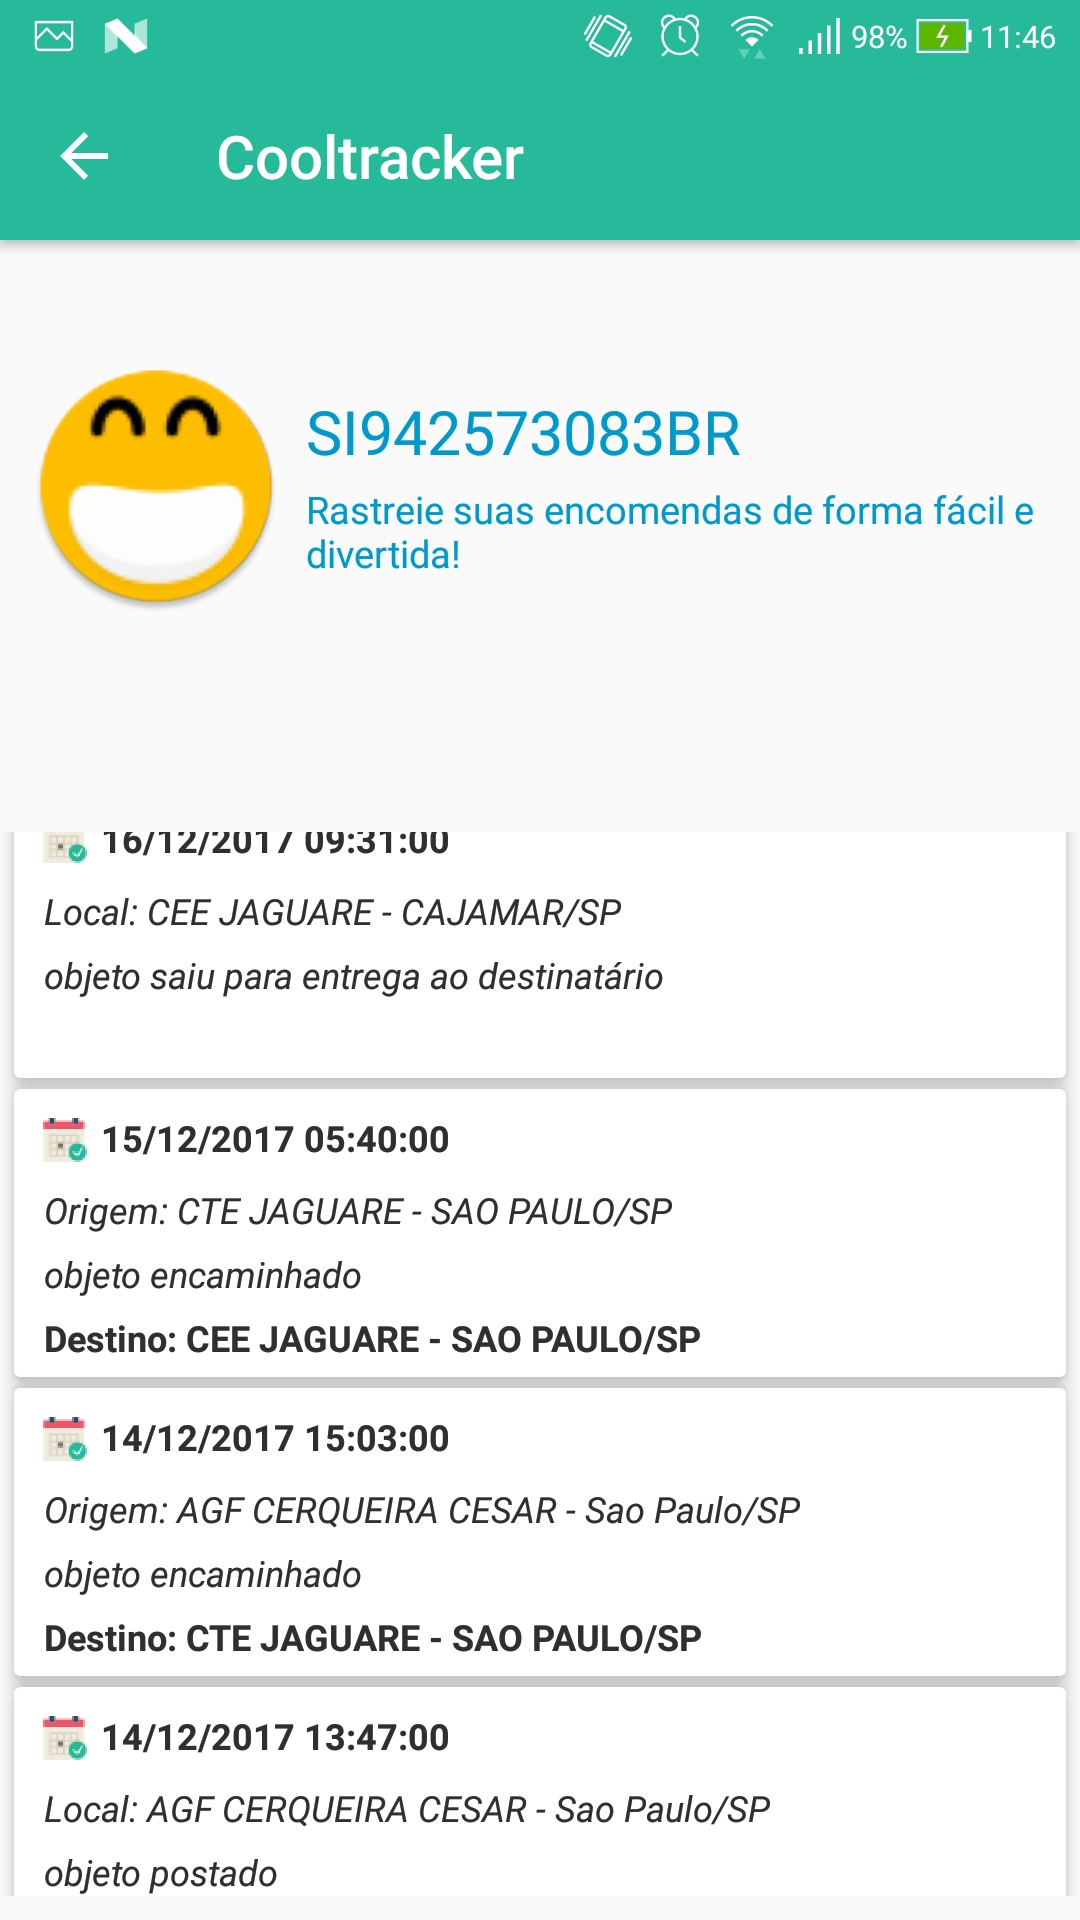 98% 11:46
Cooltracker
SI942573083BR
Rastreie suas encomendas de forma fácil e
divertida!
16/12/2017 09:31:00
Local: CEE JAGUARE - CAJAMAR/SP
objeto saiu para entrega ao destinatário
15/12/2017 05:40:00
Origem: CTE JAGUARE - SAO PAULO/SP
objeto encaminhado
Destino: CEE JAGUARE - SAO PAULO/SP
14/12/2017 15:03:00
Origem: AGF CERQUEIRA CESAR - Sao Paulo/SP
objeto encaminhado
Destino: CTE JAGUARE - SAO PAULO/SP
14/12/2017 13:47:00
Local: AGF CERQUEIRA CESAR - Sao Paulo/SP
objeto postado